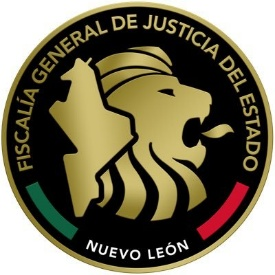 FISCALÍA GENERAL DE JUSTICIA DEL ESTADO
NUEVO LEÓN